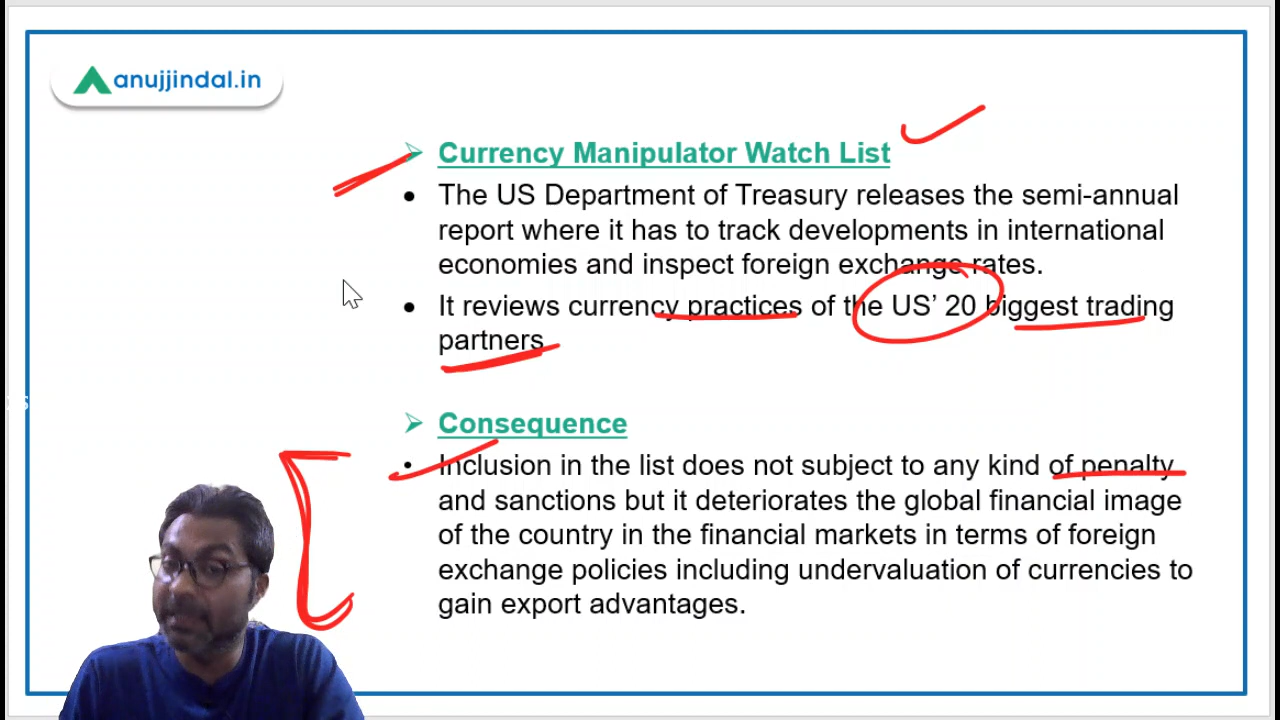 anujjindal.in
Currency Manipulator Watch List
The US Department of Treasury releases the semi-annual
report where it has to track developments in international
economies and inspect foreign exchange rates.
It reviews currency practices of the US' 20 biggest trading
partners
Consequence
Inclusion in the list does not subject to any kind of penalty
and sanctions but it deteriorates the global financial image
of the country in the financial markets in terms of foreign
exchange policies including undervaluation of currencies to
gain export advantages.